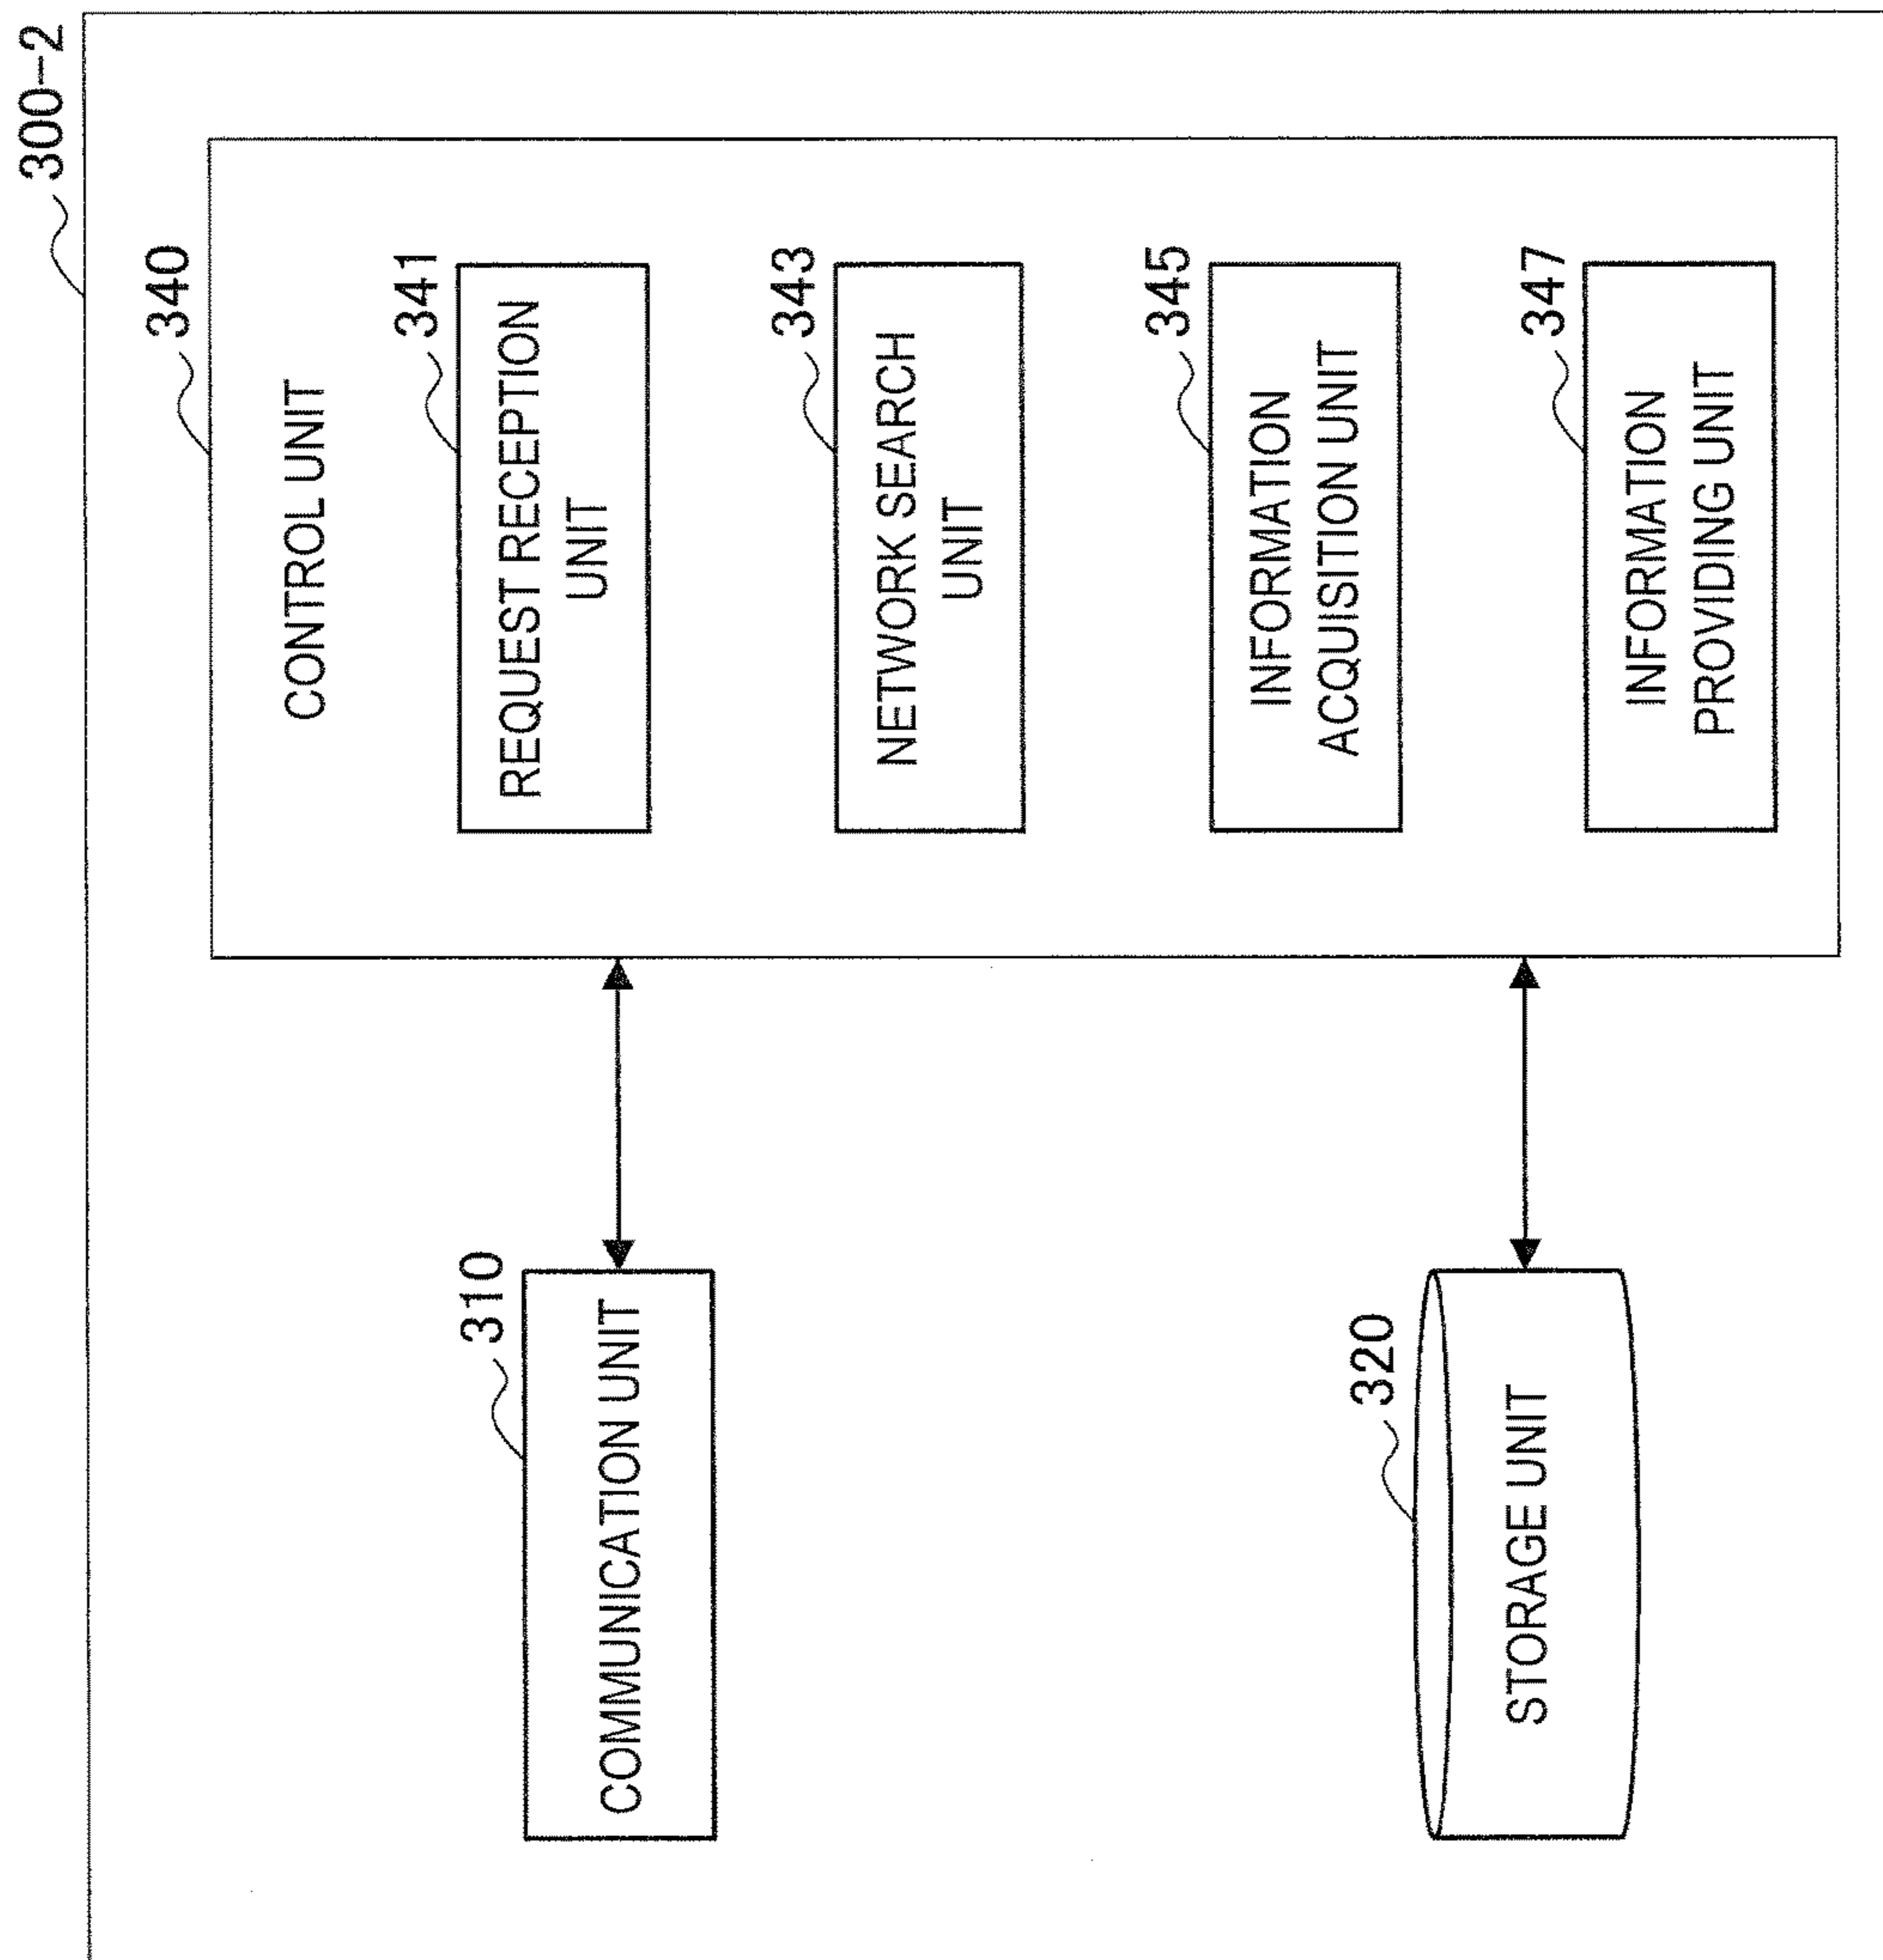 300-2
340
CONTROL UNIT
310
COMMUNICATION UNIT
341
REQUEST RECEPTION
UNIT
343
NETWORK SEARCH
UNIT
345
INFORMATION
ACQUISITION UNIT
320
STORAGE UNIT
347
INFORMATION
PROVIDING UNIT